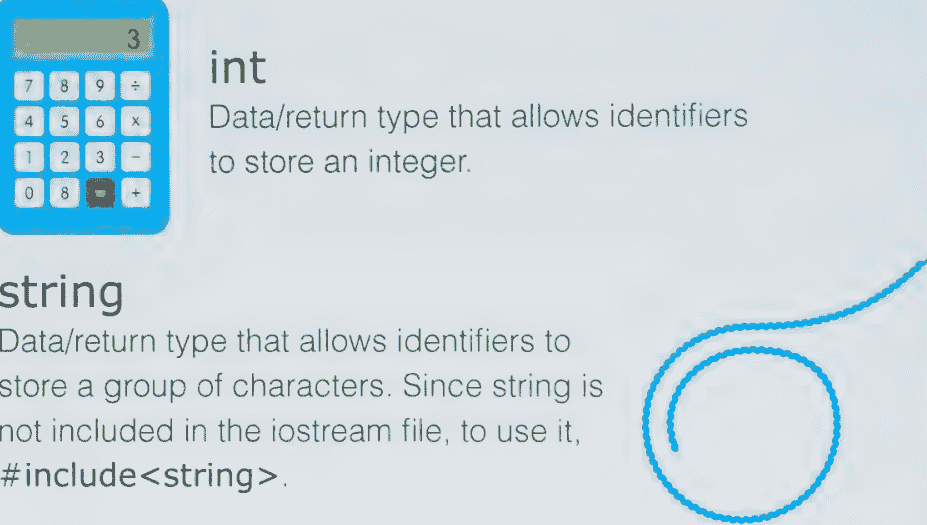 3
7 8 9 ÷
4 5 6 x
1 2 3 -
0 8 = +
int
Data/return type that allows identifiers
to store an integer.
string
Data/return type that allows identifiers to
store a group of characters. Since string is
not included in the iostream file, to use it,
#include<string>.